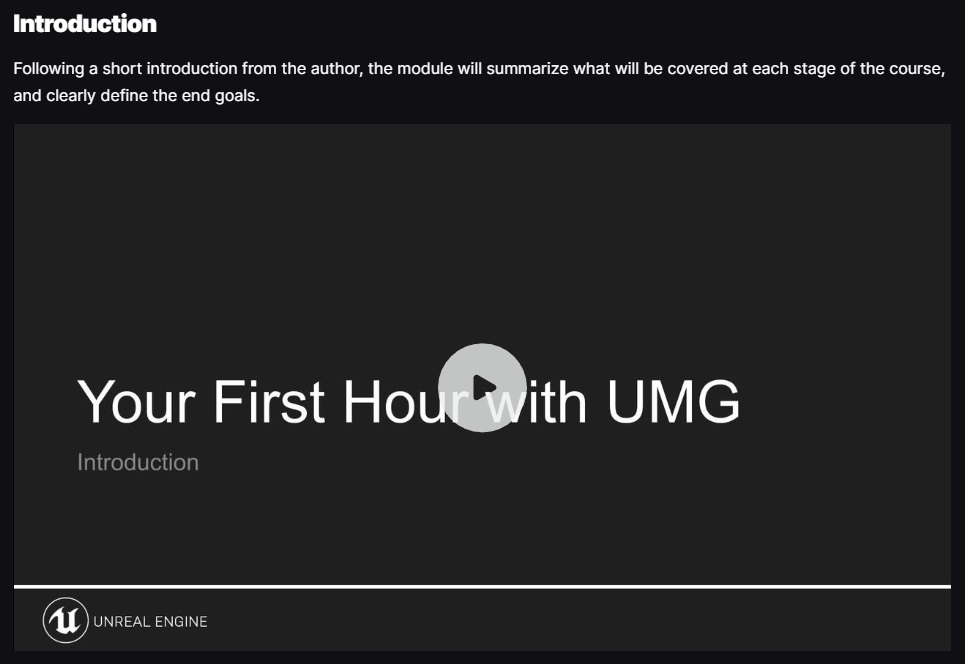 Introduction
Following a short introduction from the author, the module will summarize what will be covered at each stage of the course,
and clearly define the end goals.
Your First Hour with UMG
Introduction
UNREAL ENGINE